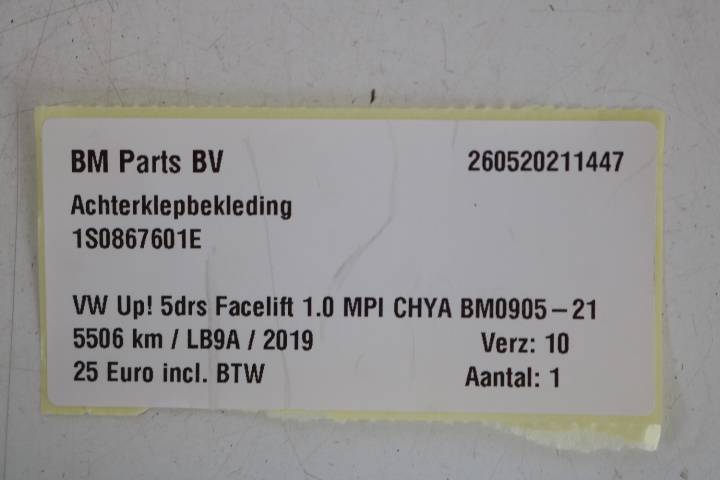 BM Parts BV 260520211447
Achterklepbekleding
1S0867601E
VW Up! 5drs Facelift 1.0 MPI CHYA BM0905-21
5506 km / LB9A / 2019 Verz: 10
25 Euro incl. BTW Aantal: 1